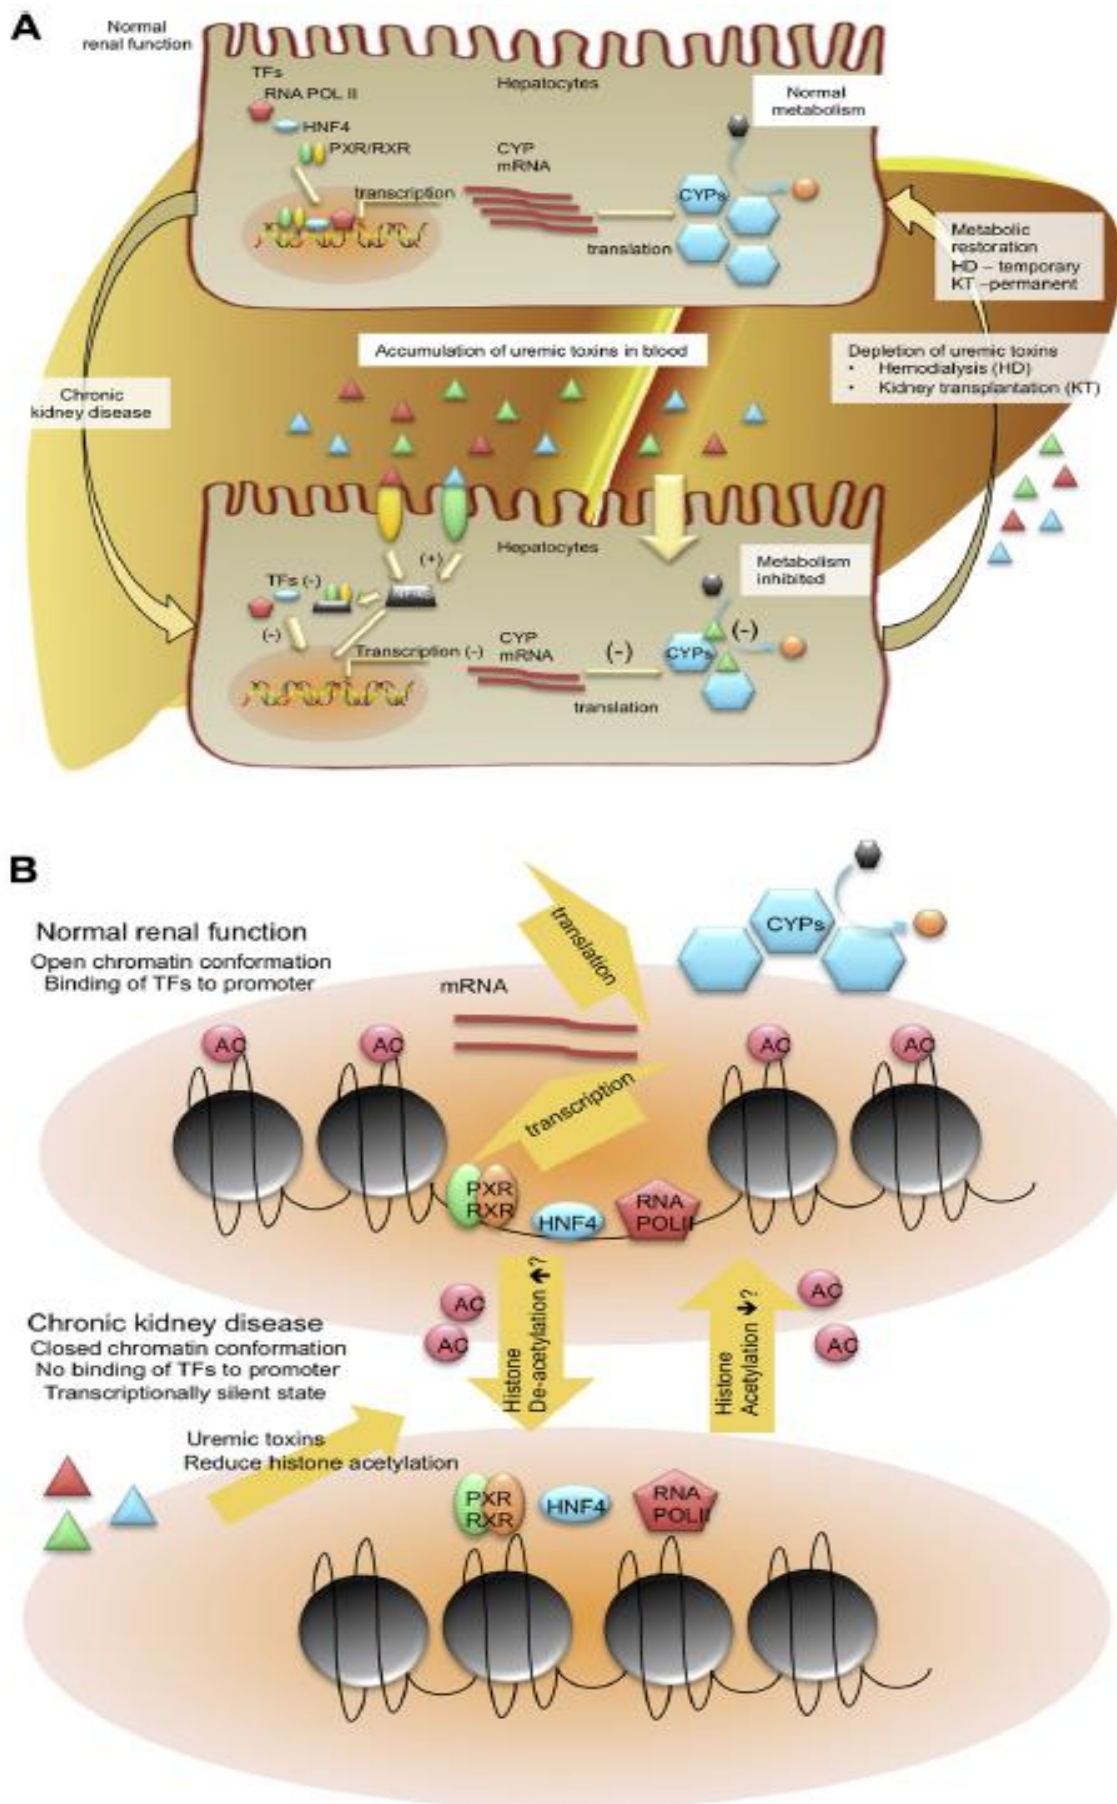 A
Normal
renal function
TFs
RNA POL II
HNF4
PXR/RXR
Hepatocytes
Normal
metabolism
CYP
mRNA
transcription
CYPs
translation
Metabolic
restoration
HD – temporary
KT –permanent
Accumulation of uremic toxins in blood
Depletion of uremic toxins
• Hemodialysis (HD)
• Kidney transplantation (KT)
Chronic
kidney disease
Hepatocytes
(+)
Metabolism
inhibited
TFs (-)
(-)
Transcription (-)
CYP
mRNA
(-)
translation
CYPs
(-)
B
Normal renal function
Open chromatin conformation
Binding of TFs to promoter
translation
CYPs
mRNA
AC
AC
AC
AC
transcription
PXR
RXR
HNF4
RNA
POLII
AC
AC
Histone
De-acetylation ↑?
Histone
Acetylation ↓?
AC
AC
Chronic kidney disease
Closed chromatin conformation
No binding of TFs to promoter
Transcriptionally silent state
Uremic toxins
Reduce histone acetylation
PXR
RXR
HNF4
RNA
POLII